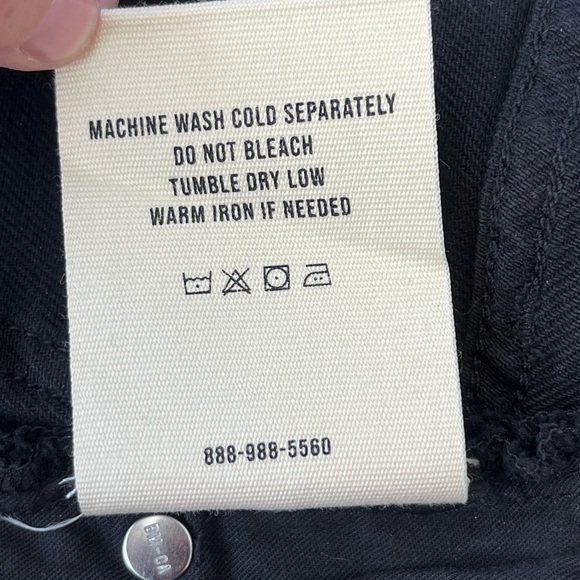 MACHINE WASH COLD SEPARATELY
DO NOT BLEACH
TUMBLE DRY LOW
WARM IRON IF NEEDED
888-988-5560